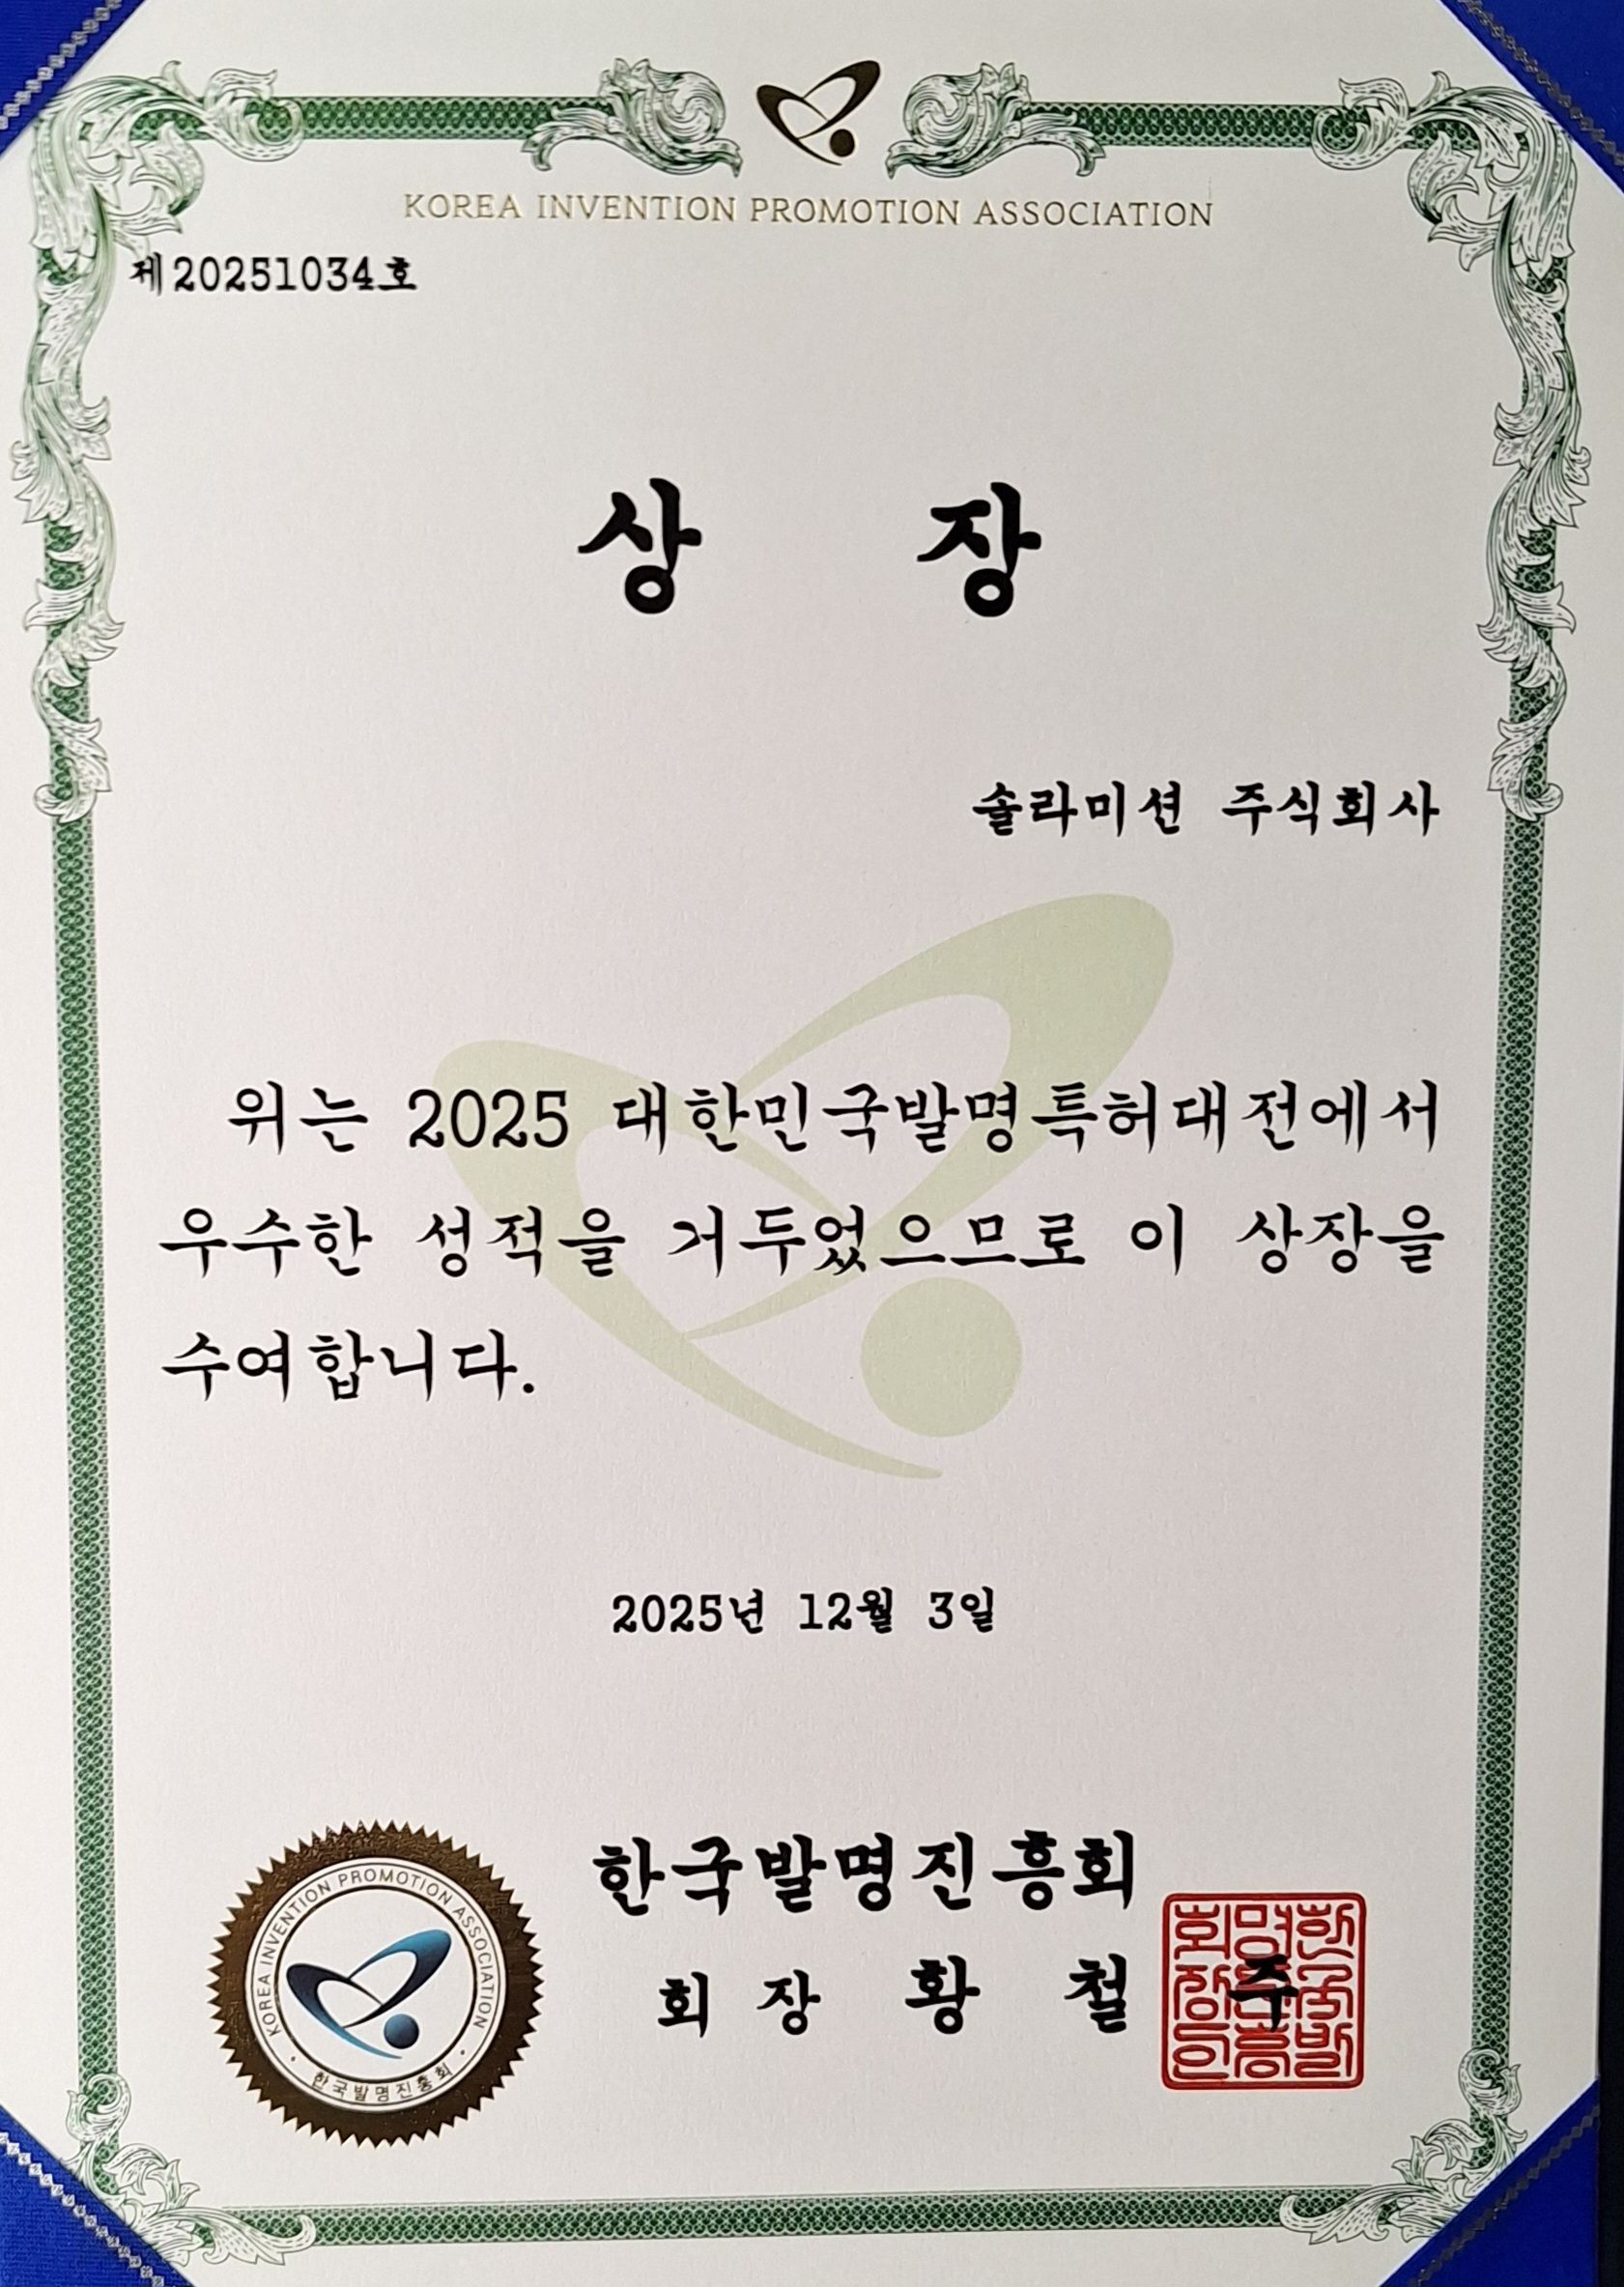 KOREA INVENTION PROMOTION ASSOCIATION
제20251034호
상 장
솔라미션 주식회사
위는 2025 대한민국발명특허대전에서
우수한 성적을 거두었으므로 이 상장을
수여합니다.
2025년 12월 3일
한국발명진흥회
회 장 황 철 주
KOREA INVENTION PROMOTION ASSOCIATION
한국발명진흥회